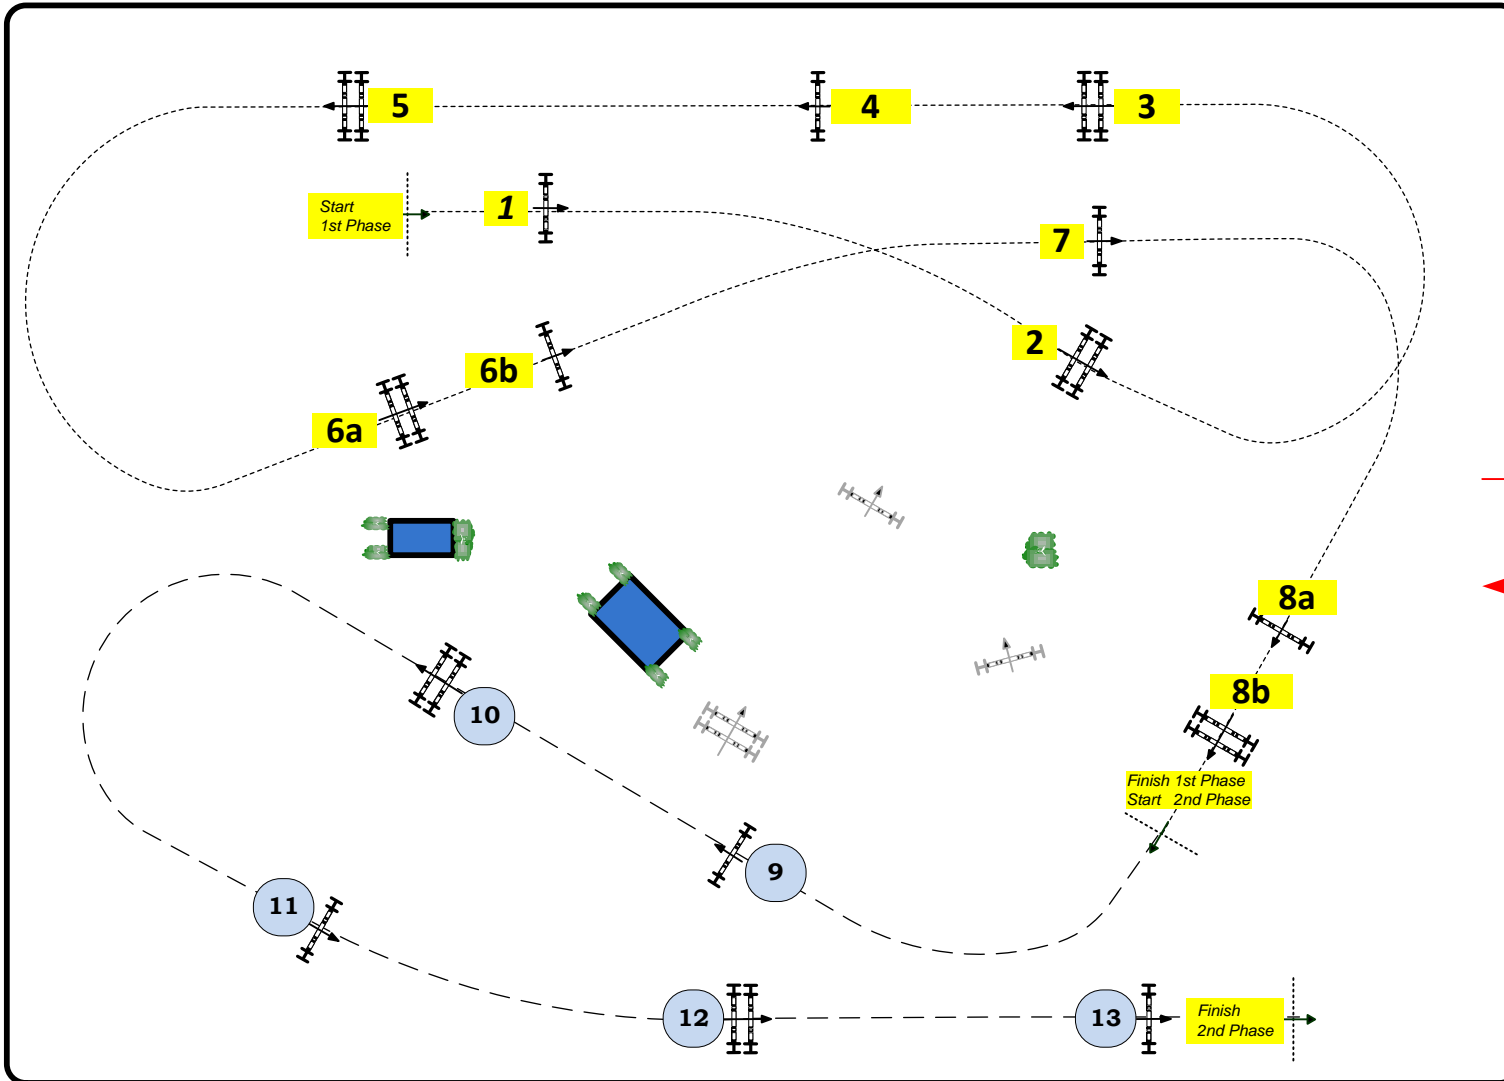 5
4
3
Start
1st Phase
1
7
2
6b
6a
8a
8b
Finish 1st Phase
Start 2nd Phase
10
9
11
12
13
Finish
2nd Phase